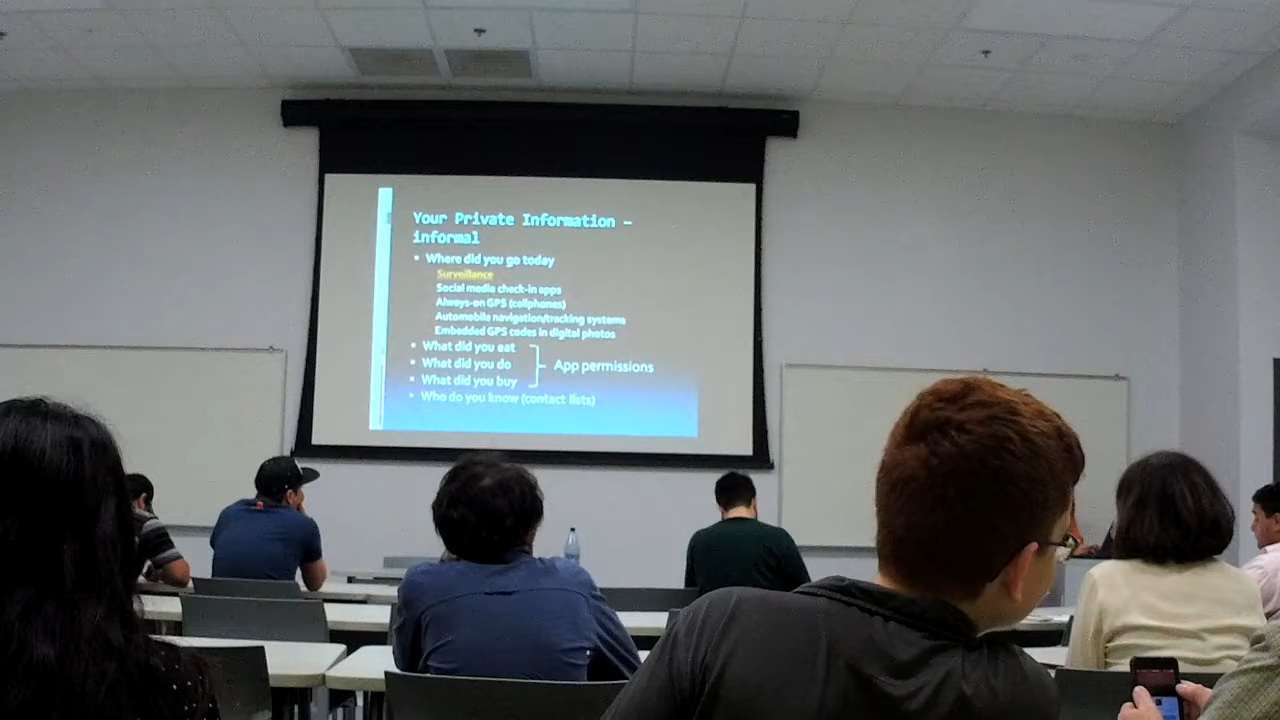 Your Private Information –
informal
• Where did you go today
Surveillance
Social media check-in apps
Always-on GPS (cellphones)
Automobile navigation/tracking systems
Embedded GPS codes in digital photos
• What did you eat
• What did you do
App permissions
• What did you buy
• Who do you know (contact lists)